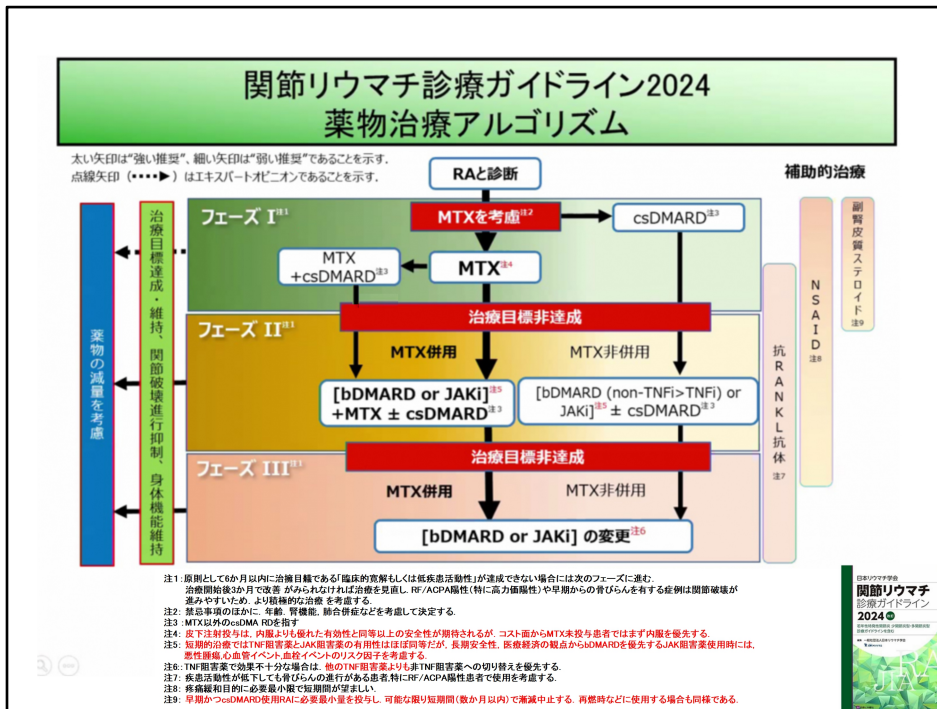 関節リウマチ診療ガイドライン2024
薬物治療アルゴリズム
太い矢印は“強い推奨”、細い矢印は“弱い推奨”であることを示す.
点線矢印（····▶）はエキスパートオピニオンであることを示す.
RAと診断
補助的治療
フェーズ I注1
MTXを考慮注2
csDMARD注3
MTX
+csDMARD注3
MTX注4
治療目標非達成
フェーズ II注1
MTX併用
MTX非併用
[bDMARD or JAKi]注5
+MTX ± csDMARD注3
[bDMARD (non-TNFi>TNFi) or
JAKi]注5 ± csDMARD注3
治療目標非達成
フェーズ III注1
MTX併用
MTX非併用
[bDMARD or JAKi] の変更注6
薬物の減量を考慮
治療目標達成・維持、関節破壊進行抑制、身体機能維持
抗RANKL抗体 注7
NSAID 注8
副腎皮質ステロイド 注9
注1：原則として6か月以内に治擁目艫である「臨床的寛解もしくは低疾患活動性」が達成できない場合には次のフェーズに進む.
治療開始後3か月で改善 がみられなければ治療を見直し. RF/ACPA陽性(特に高力価陽性）や早期からの骨びらんを有する症例は関節破壊が
進みやすいため. より積極的な治療 を考慮する.
注2：禁忌事項のほかに. 年齢. 腎機能. 肺合併症などを考慮して決定する.
注3：MTX以外のcsDMA RDを指す
注4：皮下注射投与は、内服よりも優れた有効性と同等以上の安全性が期待されるが、コスト面からMTX未投与患者ではまず内服を優先する.
注5：短期的治療ではTNF阻害薬とJAK阻害薬の有用性はほぼ同等だが、長期安全性、医療経済の観点からbDMARDを優先するJAK阻害薬使用時には,
悪性腫瘍,心血管イベント,血栓イベントのリスク因子を考慮する.
注6：TNF阻害薬で効果不十分な場合は. 他のTNF阻害薬よりも非TNF阻害薬への切り替えを優先する.
注7：疾患活動性が低下しても骨びらんの進行がある患者,特にRF/ACPA陽性患者で使用を考慮する.
注8：疼痛緩和目的に必要最小限で短期間が望ましい.
注9：早期かつcsDMARD使用RAに必要最小量を投与し. 可能な限り短期間（数か月以内）で漸減中止する. 再燃時などに使用する場合も同様である.
日本リウマチ学会
関節リウマチ
診療ガイドライン
2024
RA
JIA